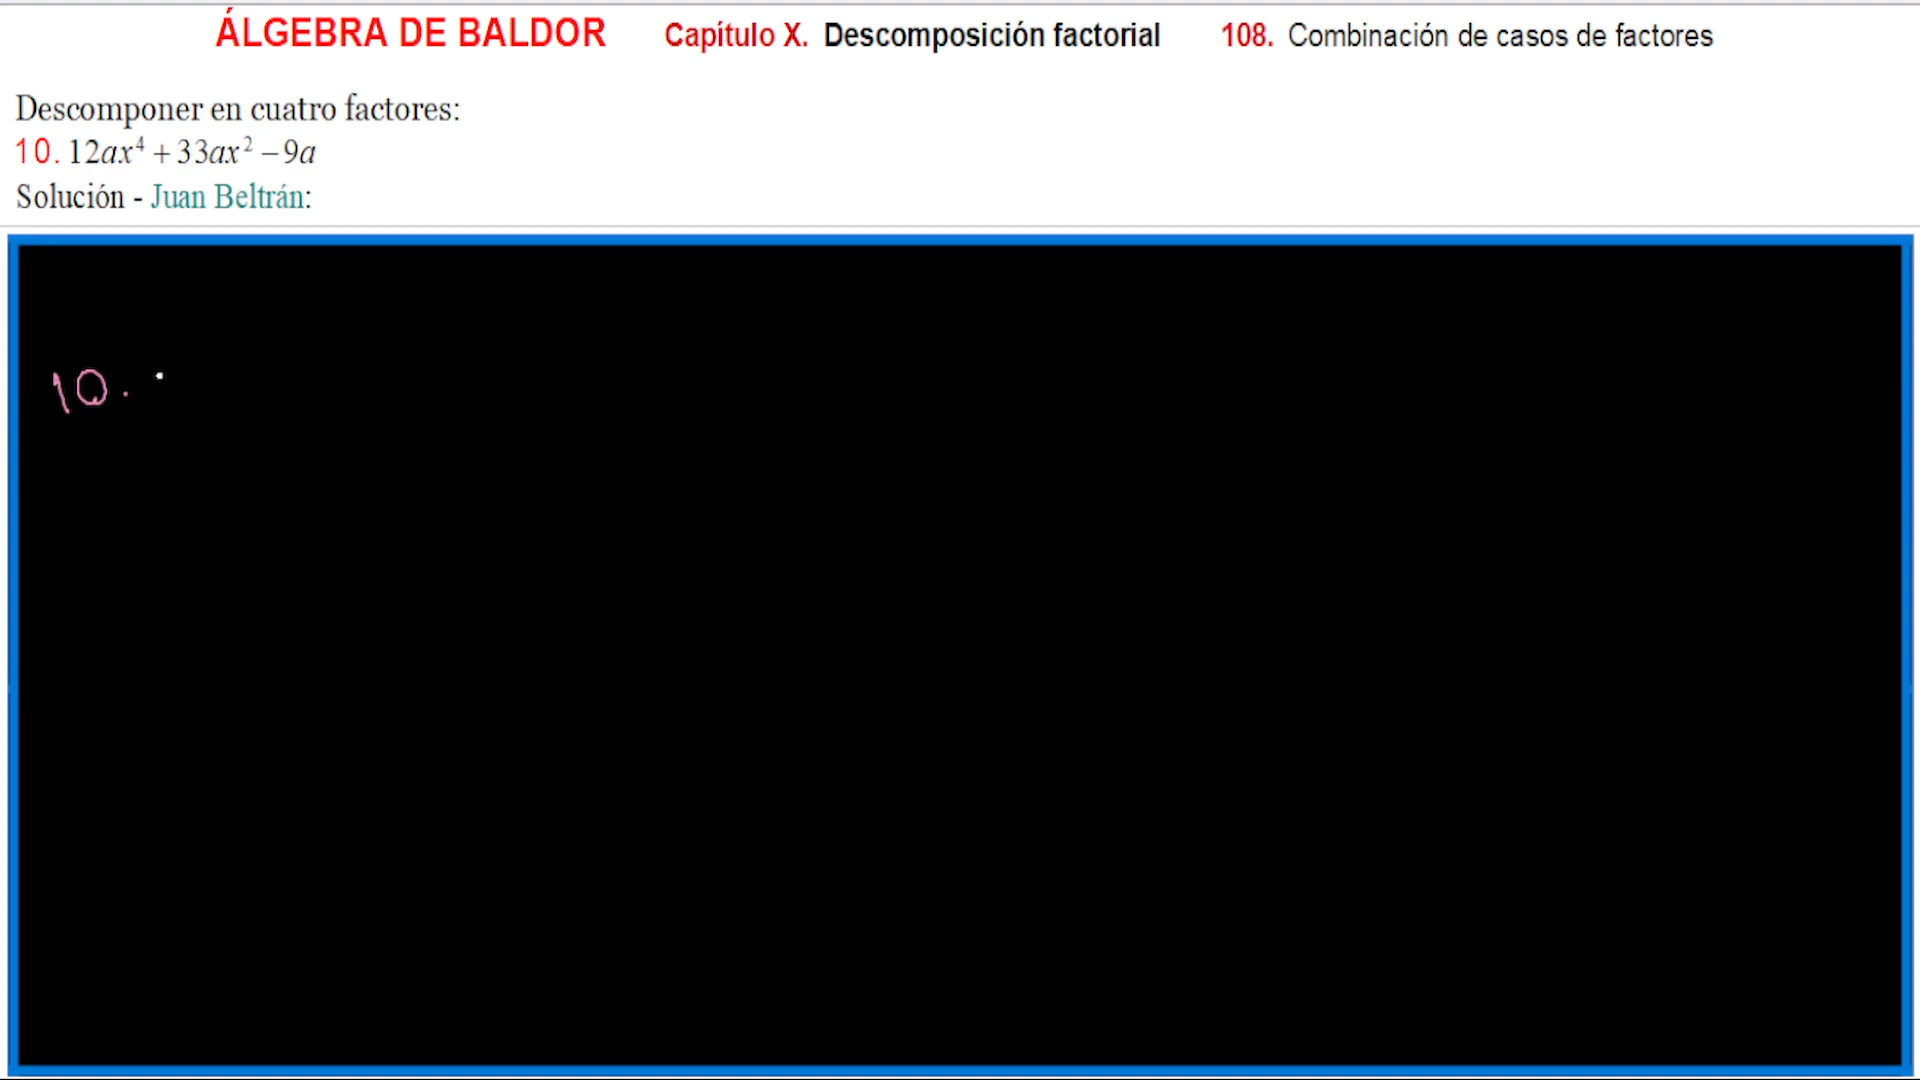 ÁLGEBRA DE BALDOR Capítulo X. Descomposición factorial 108. Combinación de casos de factores
Descomponer en cuatro factores:
10. 12ax⁴ + 33ax² – 9a
Solución - Juan Beltrán:
10.